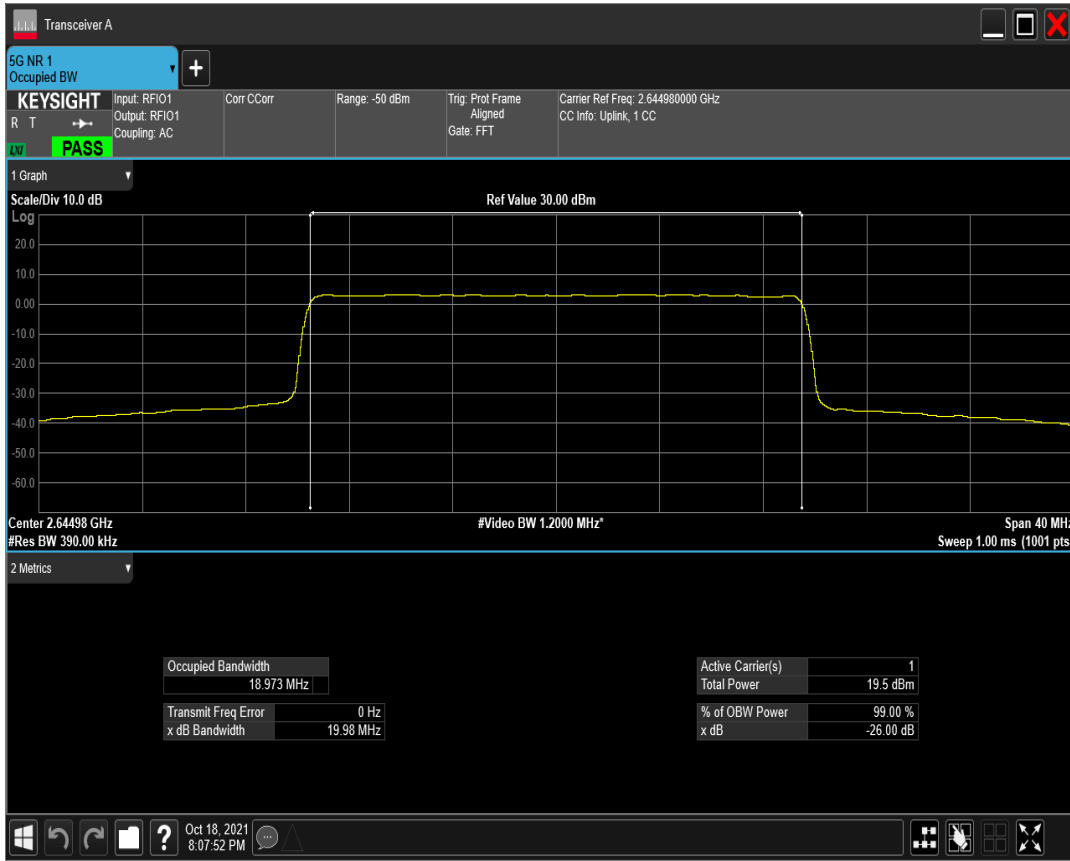 Transceiver A
5G NR 1
Occupied BW
KEYSIGHT
R T
LXI
PASS
Input: RFIO1
Output: RFIO1
Coupling: AC
Corr CCorr
Range: -50 dBm
Trig: Prot Frame
Aligned
Gate: FFT
Carrier Ref Freq: 2.644980000 GHz
CC Info: Uplink, 1 CC
1 Graph
Scale/Div 10.0 dB
Ref Value 30.00 dBm
Log
20.0
10.0
0.00
-10.0
-20.0
-30.0
-40.0
-50.0
-60.0
Center 2.64498 GHz
#Video BW 1.2000 MHz*
Span 40 MHz
#Res BW 390.00 kHz
Sweep 1.00 ms (1001 pts
2 Metrics
Occupied Bandwidth
18.973 MHz
Transmit Freq Error 0 Hz
x dB Bandwidth 19.98 MHz
Active Carrier(s) 1
Total Power 19.5 dBm
% of OBW Power 99.00 %
x dB -26.00 dB
?
Oct 18, 2021
8:07:52 PM